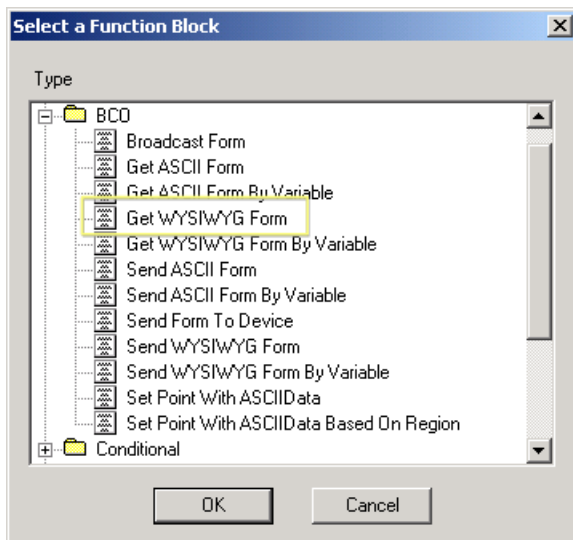 Select a Function Block
Type
BCO
Broadcast Form
Get ASCII Form
Get ASCII Form By Variable
Get WYSIWYG Form
Get WYSIWYG Form By Variable
Send ASCII Form
Send ASCII Form By Variable
Send Form To Device
Send WYSIWYG Form
Send WYSIWYG Form By Variable
Set Point With ASCIIData
Set Point With ASCIIData Based On Region
Conditional
OK Cancel